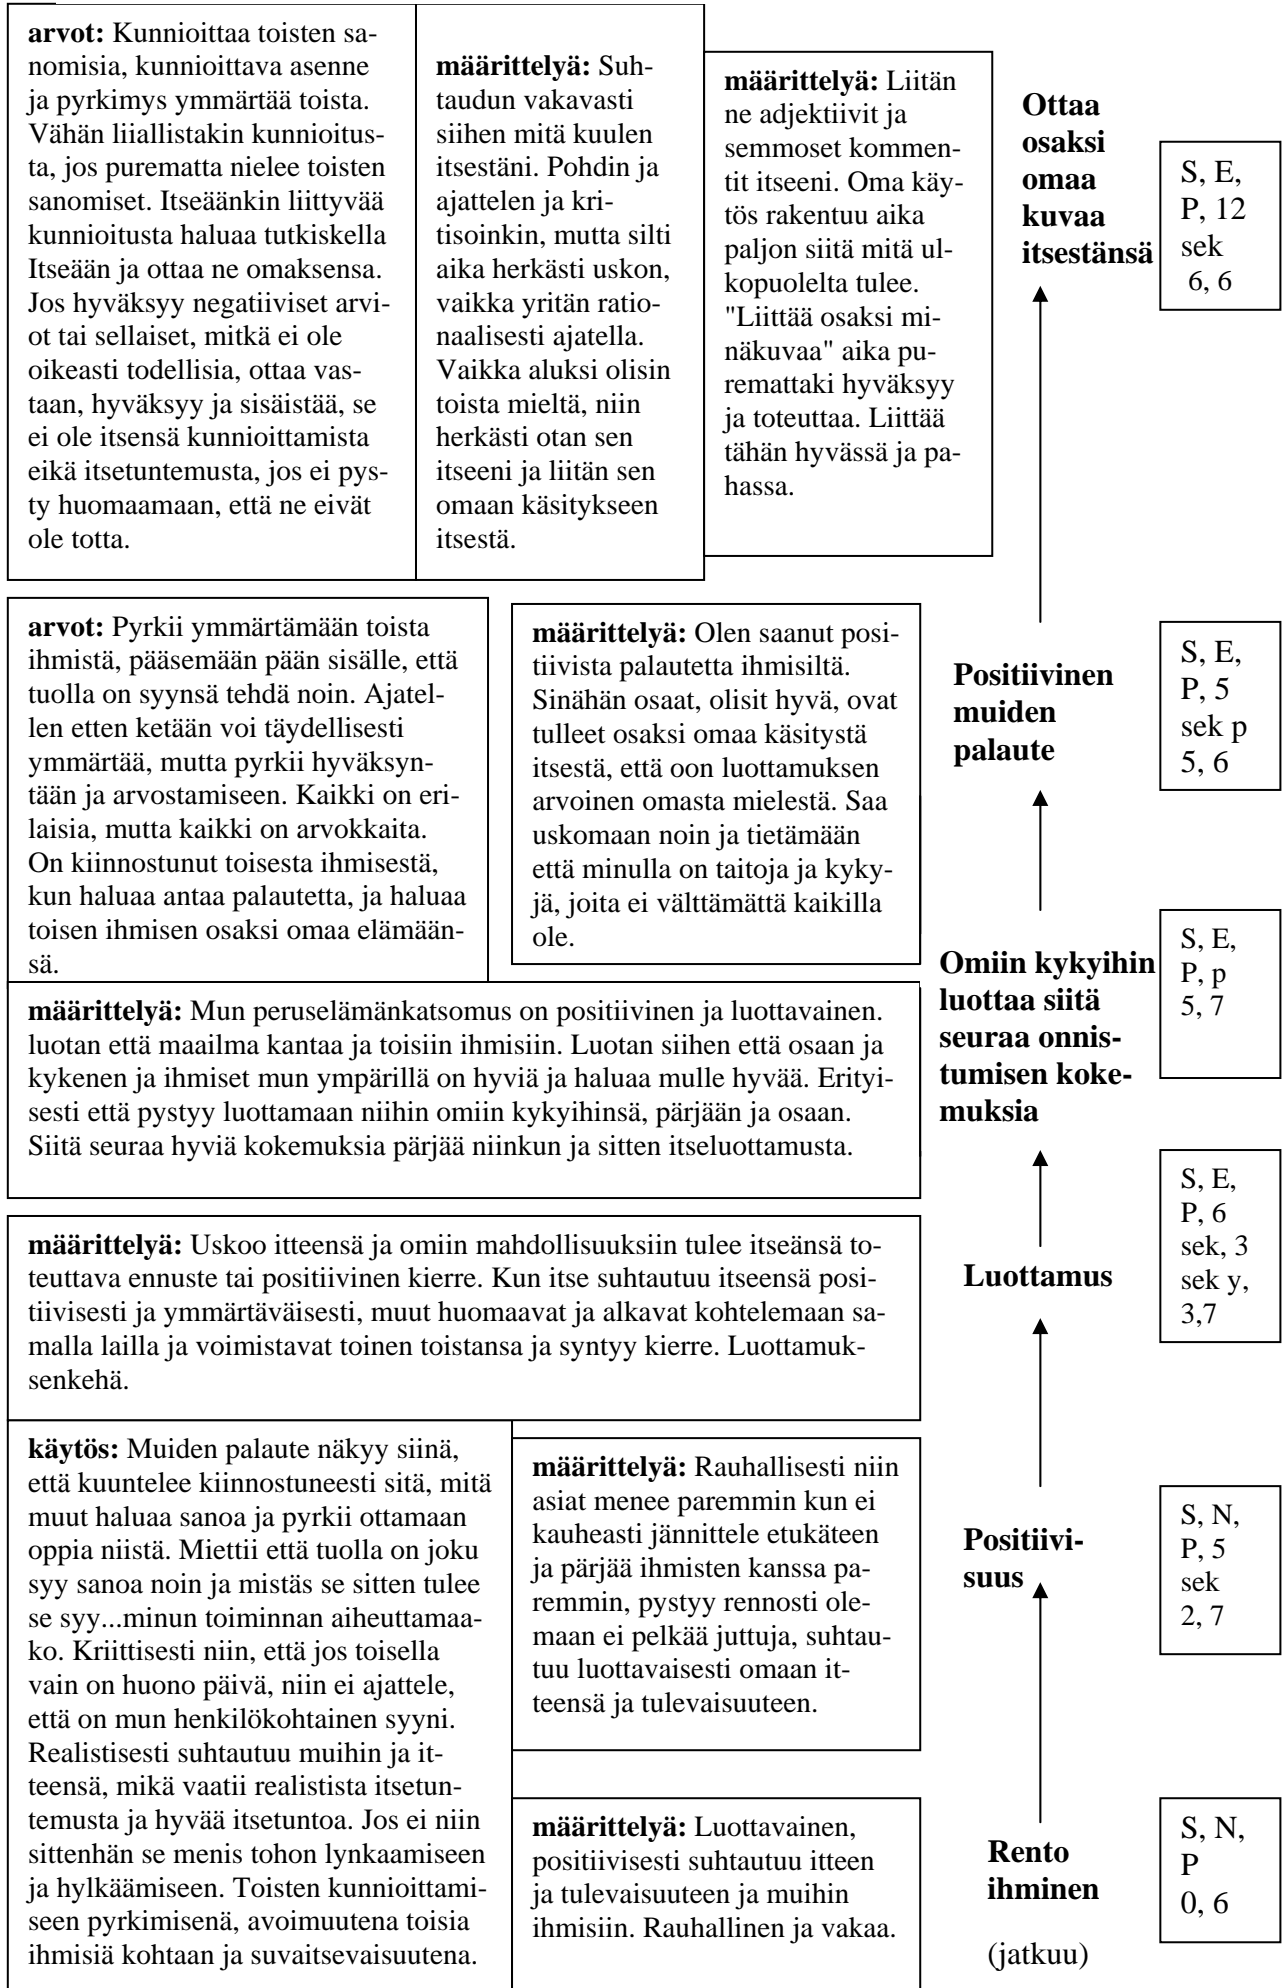 arvot: Kunnioittaa toisten sa-
nomisia, kunnioittava asenne
ja pyrkimys ymmärtää toista.
Vähän liiallistakin kunnioitus-
ta, jos purematta nielee toisten
sanomiset. Itseäänkin liittyvää
kunnioitusta haluaa tutkiskella
Itseään ja ottaa ne omaksensa.
Jos hyväksyy negatiiviset arvi-
ot tai sellaiset, mitkä ei ole
oikeasti todellisia, ottaa vas-
taan, hyväksyy ja sisäistää, se
ei ole itsensä kunnioittamista
eikä itsetuntemusta, jos ei pys-
ty huomaamaan, että ne eivät
ole totta.
määrittelyä: Suh-
taudun vakavasti
siihen mitä kuulen
itsestäni. Pohdin ja
ajattelen ja kri-
tisoinkin, mutta silti
aika herkästi uskon,
vaikka yritän ratio-
naalisesti ajatella.
Vaikka aluksi olisin
toista mieltä, niin
herkästi otan sen
itseeni ja liitän sen
omaan käsitykseen
itsestä.
määrittelyä: Liitän
ne adjektiivit ja
semmoset kommen-
tit itseeni. Oma käy-
tös rakentuu aika
paljon siitä mitä ul-
kopuolelta tulee.
"Liittää osaksi mi-
näkuvaa" aika pu-
remattaki hyväksyy
ja toteuttaa. Liittää
tähän hyvässä ja pa-
hassa.
Ottaa
osaksi
omaa
kuvaa
itsestänsä
S, E,
P, 12
sek
6, 6
arvot: Pyrkii ymmärtämään toista
ihmistä, pääsemään pään sisälle, että
tuolla on syynsä tehdä noin. Ajatel-
len etten ketään voi täydellisesti
ymmärtää, mutta pyrkii hyväksyn-
tään ja arvostamiseen. Kaikki on eri-
laisia, mutta kaikki on arvokkaita.
On kiinnostunut toisesta ihmisestä,
kun haluaa antaa palautetta, ja haluaa
toisen ihmisen osaksi omaa elämään-
sä.
määrittelyä: Olen saanut posi-
tiivista palautetta ihmisiltä.
Sinähän osaat, olisit hyvä, ovat
tulleet osaksi omaa käsitystä
itsestä, että oon luottamuksen
arvoinen omasta mielestä. Saa
uskomaan noin ja tietämään
että minulla on taitoja ja kyky-
jä, joita ei välttämättä kaikilla
ole.
Positiivinen
muiden
palaute
S, E,
P, 5
sek p
5, 6
määrittelyä: Mun peruselämänkatsomus on positiivinen ja luottavainen.
luotan että maailma kantaa ja toisiin ihmisiin. Luotan siihen että osaan ja
kykenen ja ihmiset mun ympärillä on hyviä ja haluaa mulle hyvää. Erityi-
sesti että pystyy luottamaan niihin omiin kykyihinsä, pärjään ja osaan.
Siitä seuraa hyviä kokemuksia pärjää niinkun ja sitten itseluottamusta.
Omiin kykyihin
luottaa siitä
seuraa onnis-
tumisen koke-
muksia
S, E,
P, p
5, 7
määrittelyä: Uskoo itteensä ja omiin mahdollisuuksiin tulee itseänsä to-
teuttava ennuste tai positiivinen kierre. Kun itse suhtautuu itseensä posi-
tiivisesti ja ymmärtäväisesti, muut huomaavat ja alkavat kohtelemaan sa-
malla lailla ja voimistavat toinen toistansa ja syntyy kierre. Luottamuk-
senkehä.
Luottamus
S, E,
P, 6
sek, 3
sek y,
3,7
käytös: Muiden palaute näkyy siinä,
että kuuntelee kiinnostuneesti sitä, mitä
muut haluaa sanoa ja pyrkii ottamaan
oppia niistä. Miettii että tuolla on joku
syy sanoa noin ja mistäs se sitten tulee
se syy...minun toiminnan aiheuttamaa-
ko. Kriittisesti niin, että jos toisella
vain on huono päivä, niin ei ajattele,
että on mun henkilökohtainen syyni.
Realistisesti suhtautuu muihin ja it-
teensä, mikä vaatii realistista itsetun-
temusta ja hyvää itsetuntoa. Jos ei niin
sittenhän se menis tohon lynkaamiseen
ja hylkäämiseen. Toisten kunnioittami-
seen pyrkimisenä, avoimuutena toisia
ihmisiä kohtaan ja suvaitsevaisuutena.
määrittelyä: Rauhallisesti niin
asiat menee paremmin kun ei
kauheasti jännittele etukäteen
ja pärjää ihmisten kanssa pa-
remmin, pystyy rennosti ole-
maan ei pelkää juttuja, suhtau-
tuu luottavaisesti omaan it-
teensä ja tulevaisuuteen.
Positiivi-
suus
S, N,
P, 5
sek
2, 7
määrittelyä: Luottavainen,
positiivisesti suhtautuu itteen
ja tulevaisuuteen ja muihin
ihmisiin. Rauhallinen ja vakaa.
Rento
ihminen
(jatkuu)
S, N,
P
0, 6